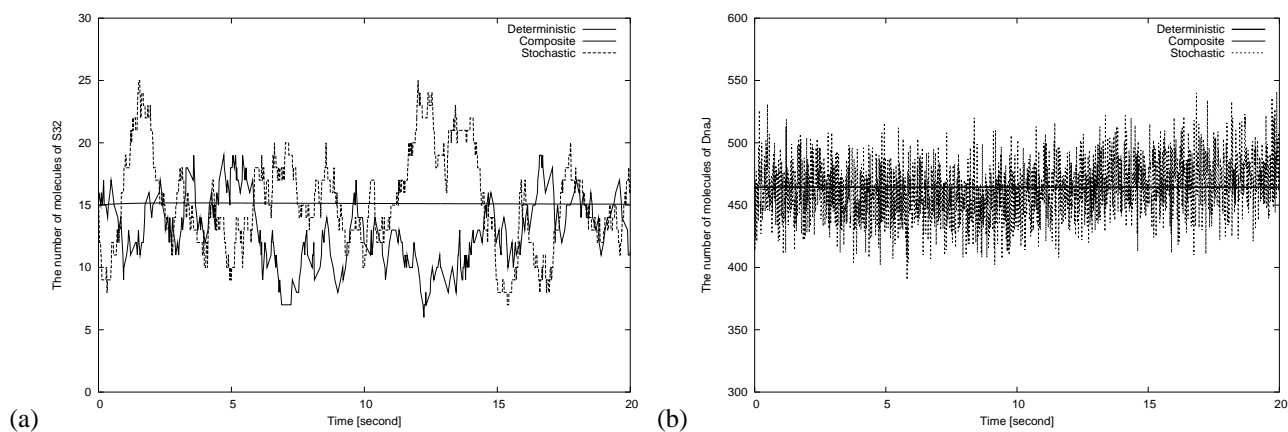 30
25
20
15
10
5
0
The number of molecules of S32
Deterministic
Composite
Stochastic
0 5 10 15 20
Time [second]
(a)
600
550
500
450
400
350
300
The number of molecules of DnaJ
Deterministic
Composite
Stochastic
0 5 10 15 20
Time [second]
(b)